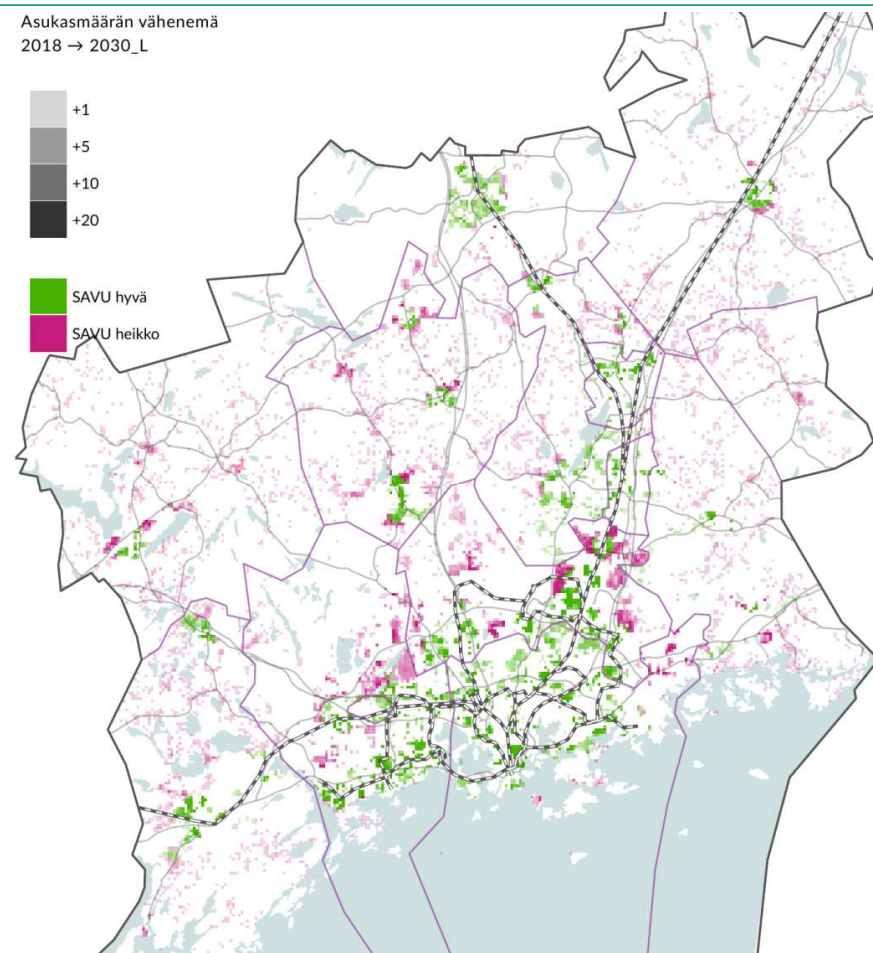 Asukasmäärän vähenemä
2018 → 2030_L
+1
+5
+10
+20
SAVU hyvä
SAVU heikko